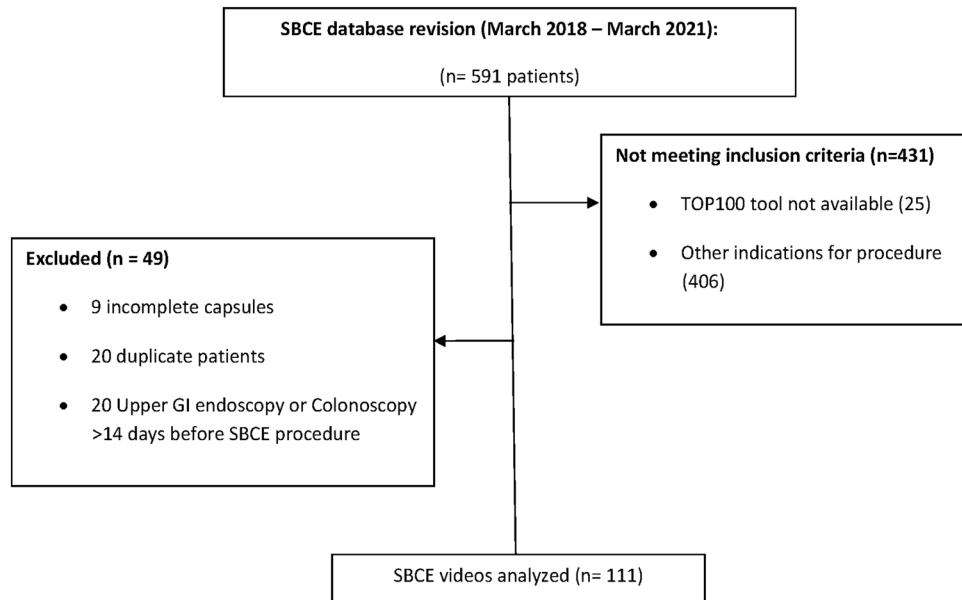 SBCE database revision (March 2018 – March 2021):
(n= 591 patients)
Not meeting inclusion criteria (n=431)
• TOP100 tool not available (25)
• Other indications for procedure
(406)
Excluded (n = 49)
• 9 incomplete capsules
• 20 duplicate patients
• 20 Upper GI endoscopy or Colonoscopy
>14 days before SBCE procedure
SBCE videos analyzed (n= 111)